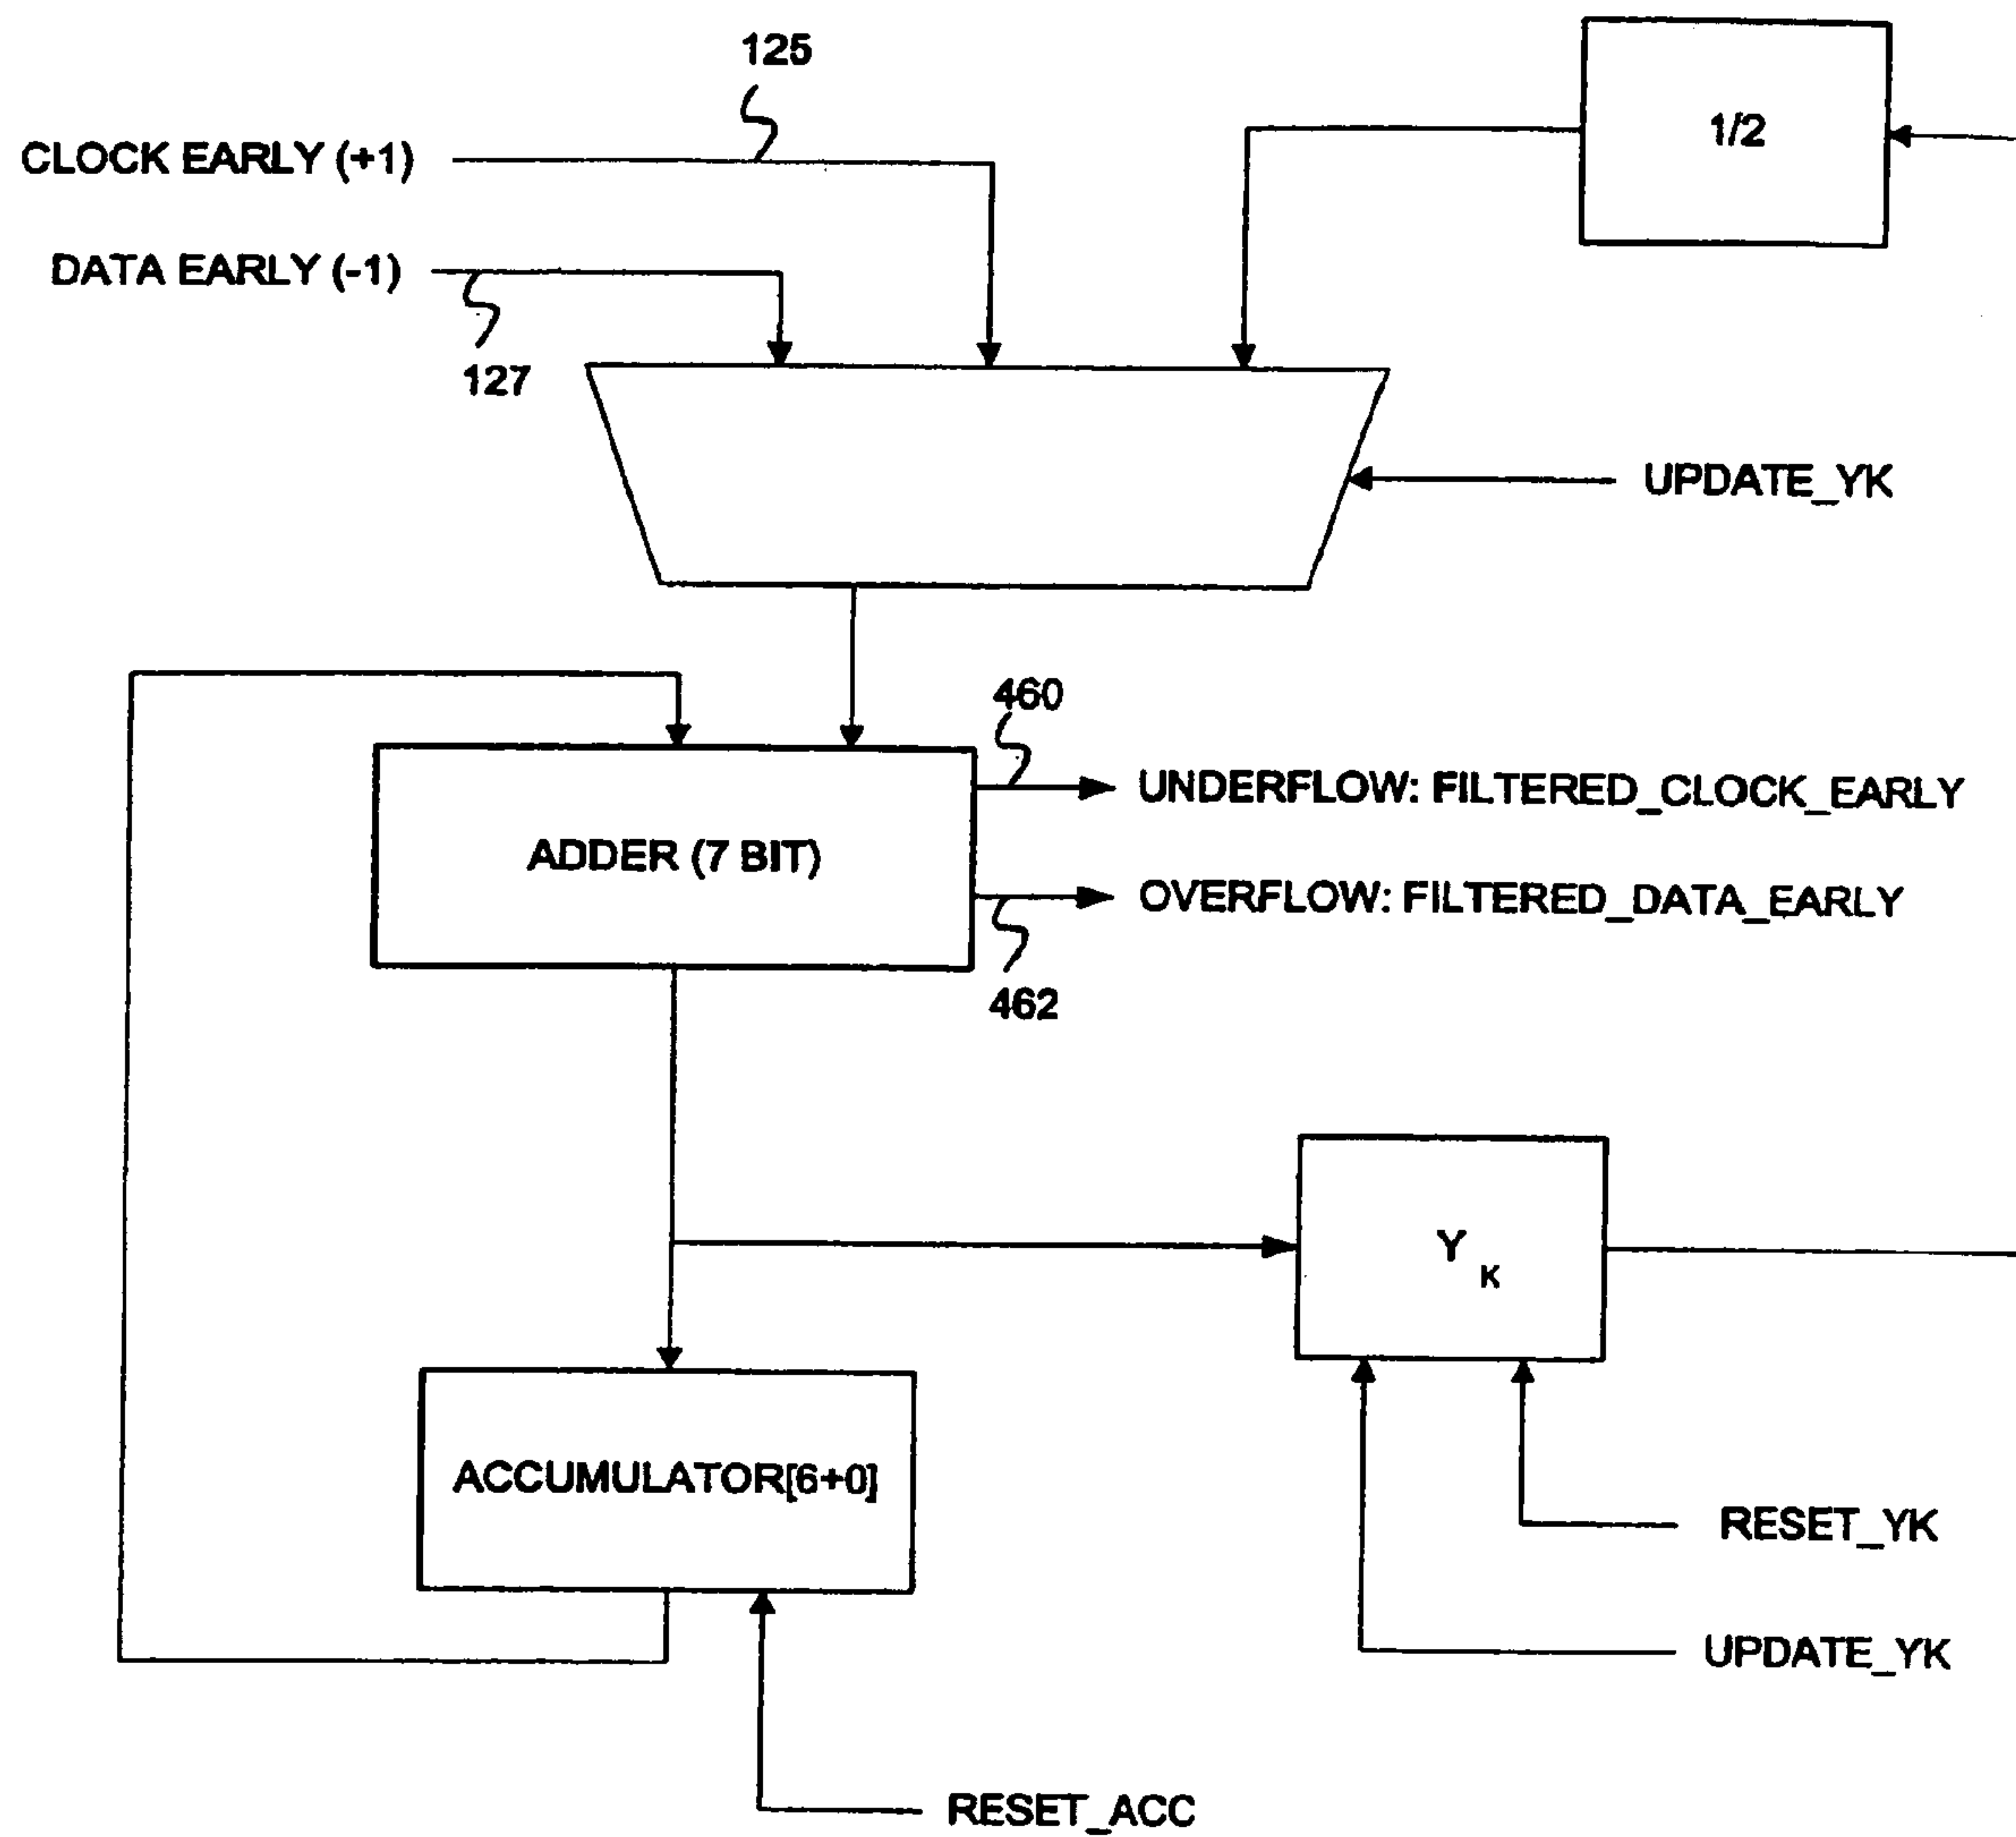 125
1/2
CLOCK EARLY (+1)
DATA EARLY (-1)
127
UPDATE_YK
460
UNDERFLOW: FILTERED_CLOCK_EARLY
ADDER (7 BIT)
OVERFLOW: FILTERED_DATA_EARLY
462
Y K
ACCUMULATOR[6+0]
RESET_YK
UPDATE_YK
RESET_ACC